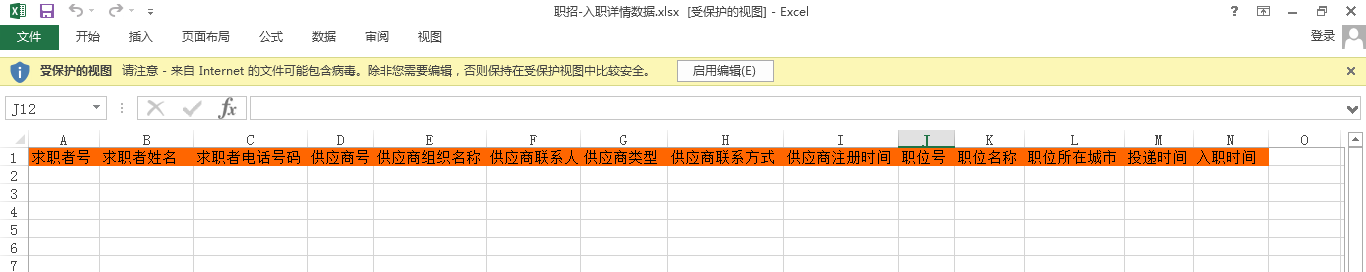 职招-入职详情数据.xlsx [受保护的视图] - Excel
文件 开始 插入 页面布局 公式 数据 审阅 视图 登录
受保护的视图 请注意 - 来自 Internet 的文件可能包含病毒。除非您需要编辑，否则保持在受保护视图中比较安全。 启用编辑(E)
J12 fx
A B C D E F G H I J K L M N O
1 求职者号 求职者姓名 求职者电话号码 供应商号 供应商组织名称 供应商联系人 供应商类型 供应商联系方式 供应商注册时间 职位号 职位名称 职位所在城市 投递时间 入职时间
2
3
4
5
6
7